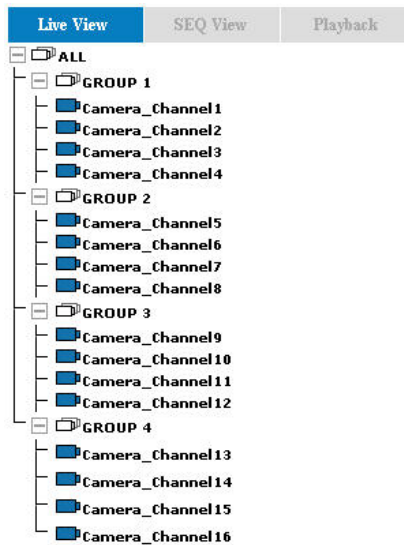 Live View SEQ View Playback
ALL
GROUP 1
Camera_Channel1
Camera_Channel2
Camera_Channel3
Camera_Channel4
GROUP 2
Camera_Channel5
Camera_Channel6
Camera_Channel7
Camera_Channel8
GROUP 3
Camera_Channel9
Camera_Channel10
Camera_Channel11
Camera_Channel12
GROUP 4
Camera_Channel13
Camera_Channel14
Camera_Channel15
Camera_Channel16